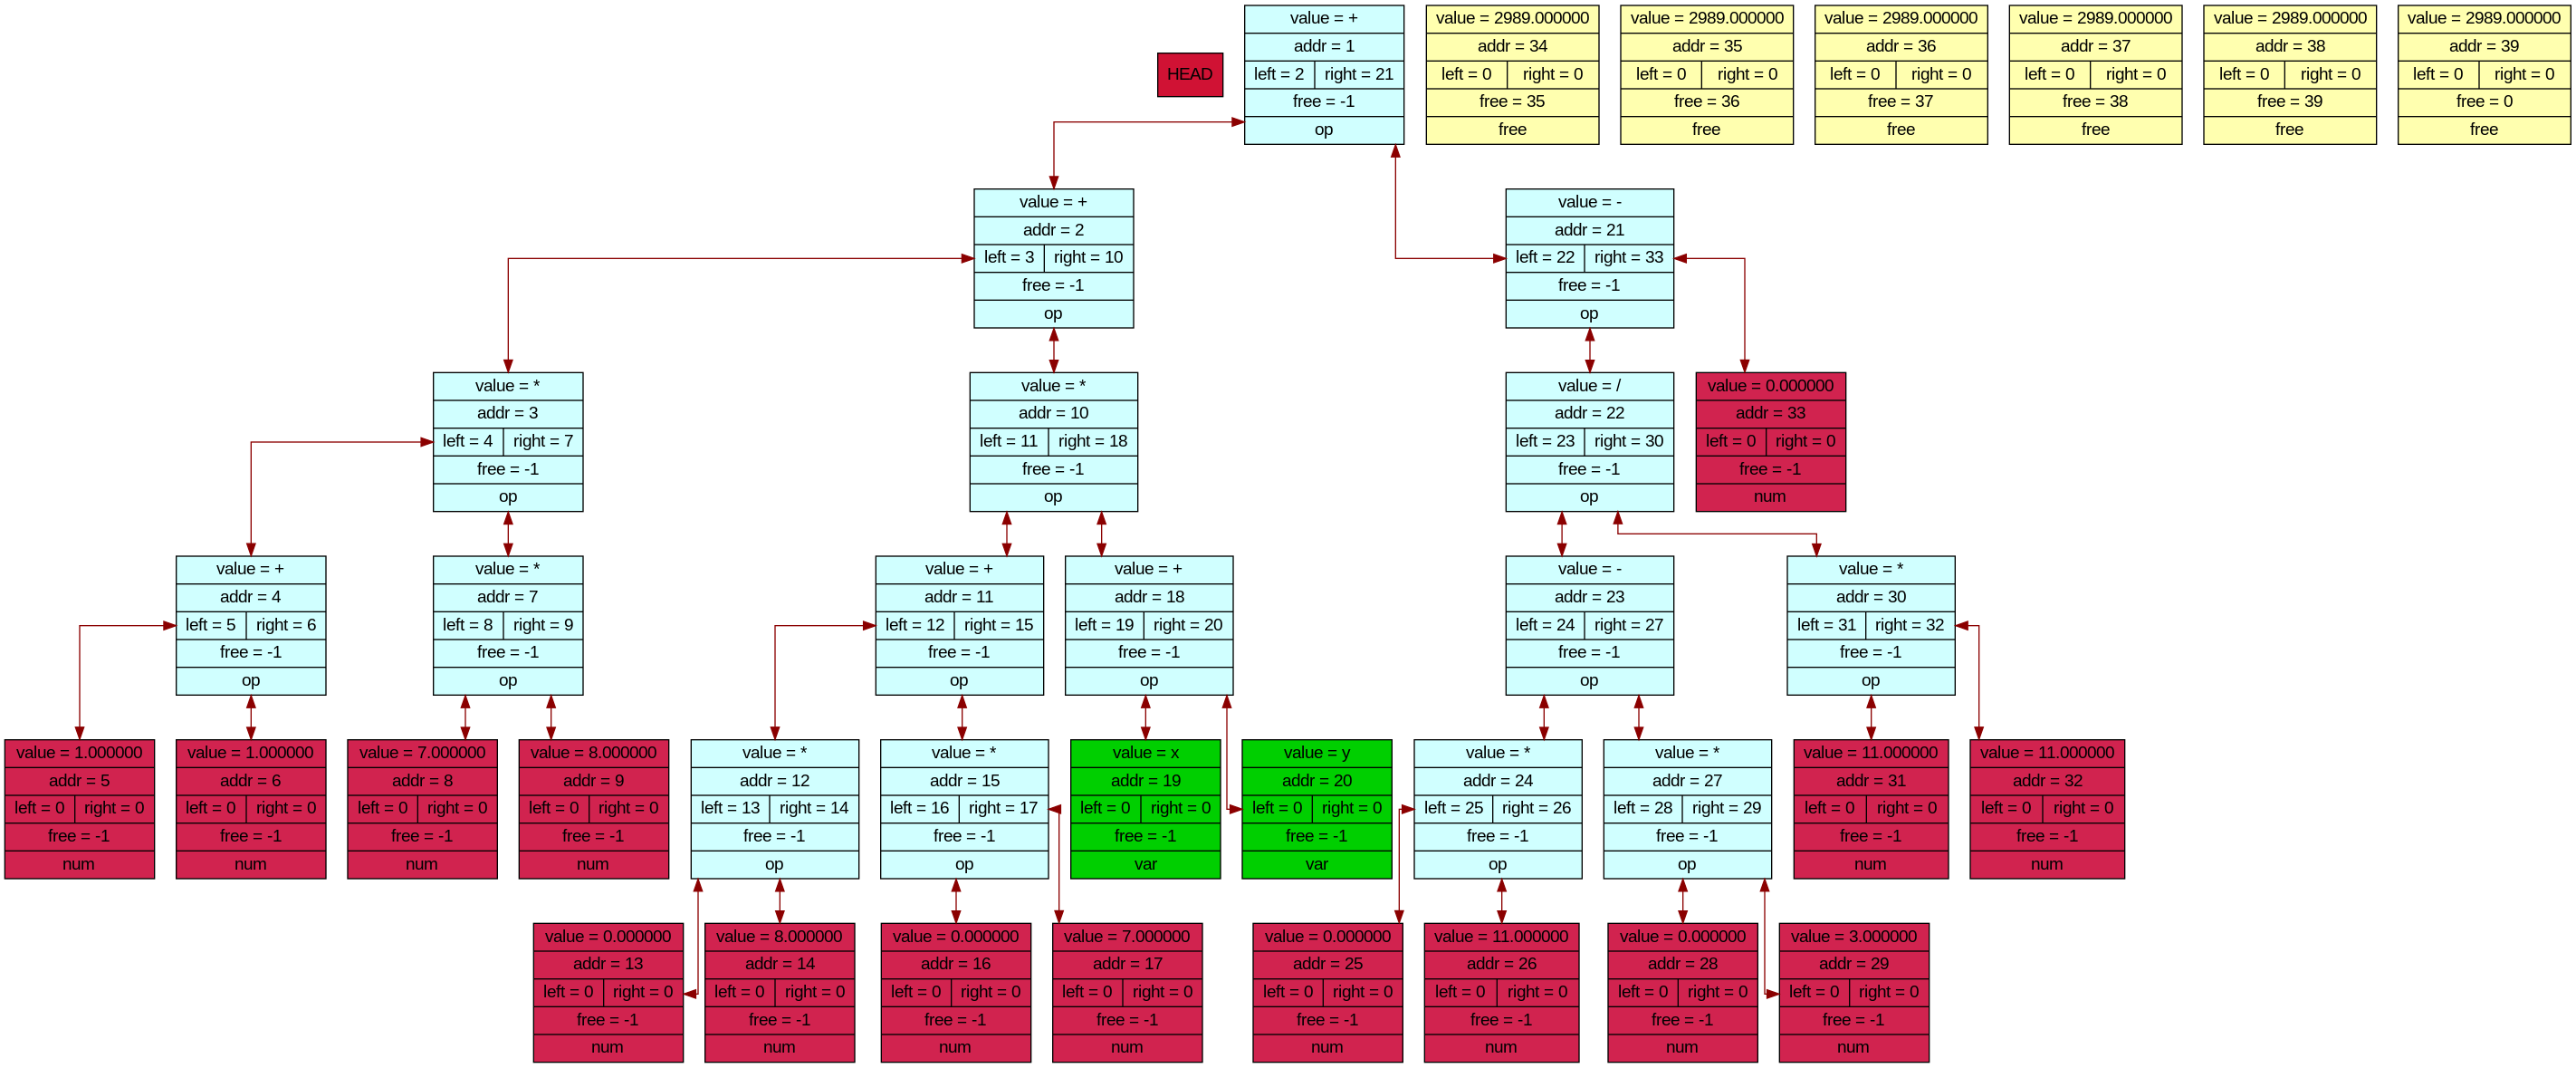 HEAD
value = +
addr = 1
left = 2 right = 21
free = -1
op
value = 2989.000000
addr = 34
left = 0 right = 0
free = 35
free
value = 2989.000000
addr = 35
left = 0 right = 0
free = 36
free
value = 2989.000000
addr = 36
left = 0 right = 0
free = 37
free
value = 2989.000000
addr = 37
left = 0 right = 0
free = 38
free
value = 2989.000000
addr = 38
left = 0 right = 0
free = 39
free
value = 2989.000000
addr = 39
left = 0 right = 0
free = 0
free
value = +
addr = 2
left = 3 right = 10
free = -1
op
value = -
addr = 21
left = 22 right = 33
free = -1
op
value = *
addr = 3
left = 4 right = 7
free = -1
op
value = *
addr = 10
left = 11 right = 18
free = -1
op
value = /
addr = 22
left = 23 right = 30
free = -1
op
value = 0.000000
addr = 33
left = 0 right = 0
free = -1
num
value = +
addr = 4
left = 5 right = 6
free = -1
op
value = *
addr = 7
left = 8 right = 9
free = -1
op
value = +
addr = 11
left = 12 right = 15
free = -1
op
value = +
addr = 18
left = 19 right = 20
free = -1
op
value = -
addr = 23
left = 24 right = 27
free = -1
op
value = *
addr = 30
left = 31 right = 32
free = -1
op
value = 1.000000
addr = 5
left = 0 right = 0
free = -1
num
value = 1.000000
addr = 6
left = 0 right = 0
free = -1
num
value = 7.000000
addr = 8
left = 0 right = 0
free = -1
num
value = 8.000000
addr = 9
left = 0 right = 0
free = -1
num
value = *
addr = 12
left = 13 right = 14
free = -1
op
value = *
addr = 15
left = 16 right = 17
free = -1
op
value = x
addr = 19
left = 0 right = 0
free = -1
var
value = y
addr = 20
left = 0 right = 0
free = -1
var
value = *
addr = 24
left = 25 right = 26
free = -1
op
value = *
addr = 27
left = 28 right = 29
free = -1
op
value = 11.000000
addr = 31
left = 0 right = 0
free = -1
num
value = 11.000000
addr = 32
left = 0 right = 0
free = -1
num
value = 0.000000
addr = 13
left = 0 right = 0
free = -1
num
value = 8.000000
addr = 14
left = 0 right = 0
free = -1
num
value = 0.000000
addr = 16
left = 0 right = 0
free = -1
num
value = 7.000000
addr = 17
left = 0 right = 0
free = -1
num
value = 0.000000
addr = 25
left = 0 right = 0
free = -1
num
value = 11.000000
addr = 26
left = 0 right = 0
free = -1
num
value = 0.000000
addr = 28
left = 0 right = 0
free = -1
num
value = 3.000000
addr = 29
left = 0 right = 0
free = -1
num